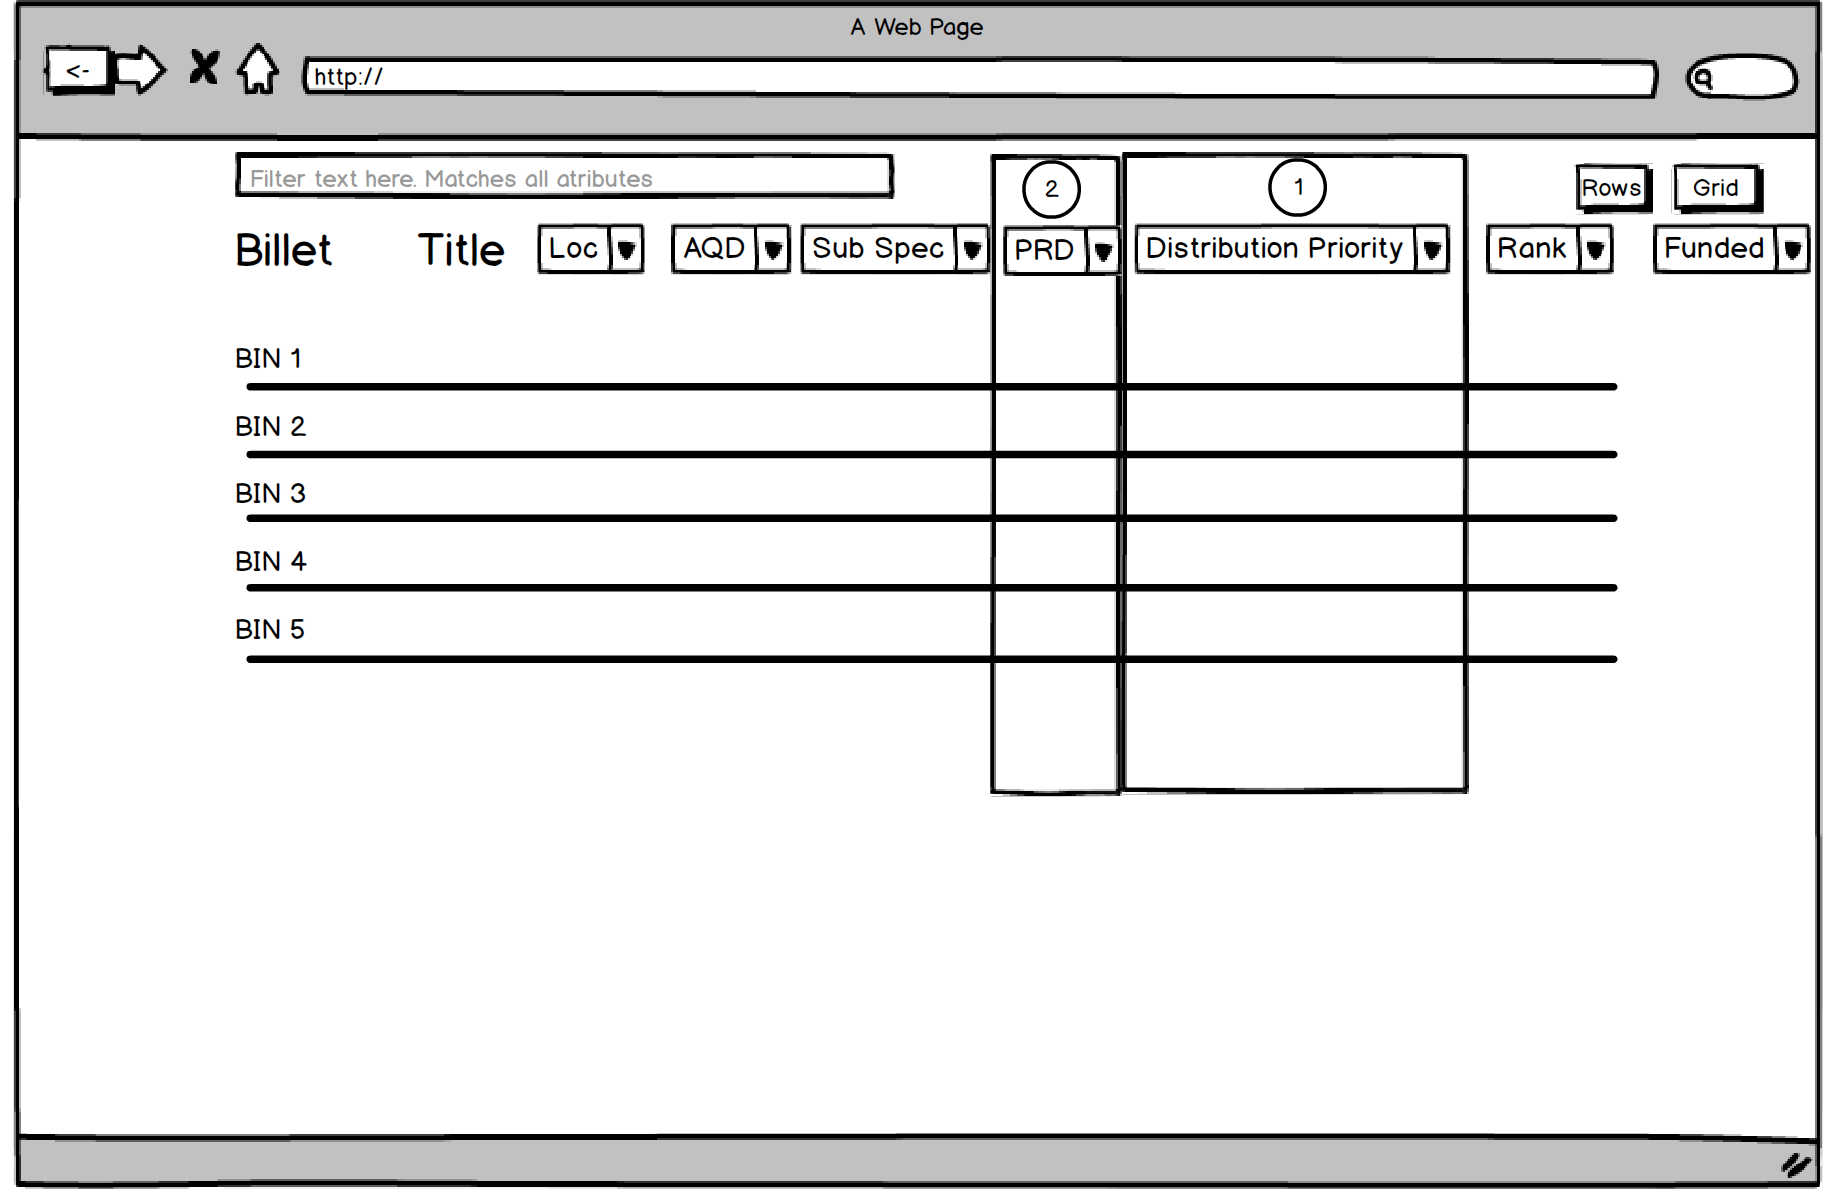 A Web Page
<-
http://
Filter text here. Matches all atributes
2
1
Rows
Grid
Billet
Title
Loc
AQD
Sub Spec
PRD
Distribution Priority
Rank
Funded
BIN 1
BIN 2
BIN 3
BIN 4
BIN 5